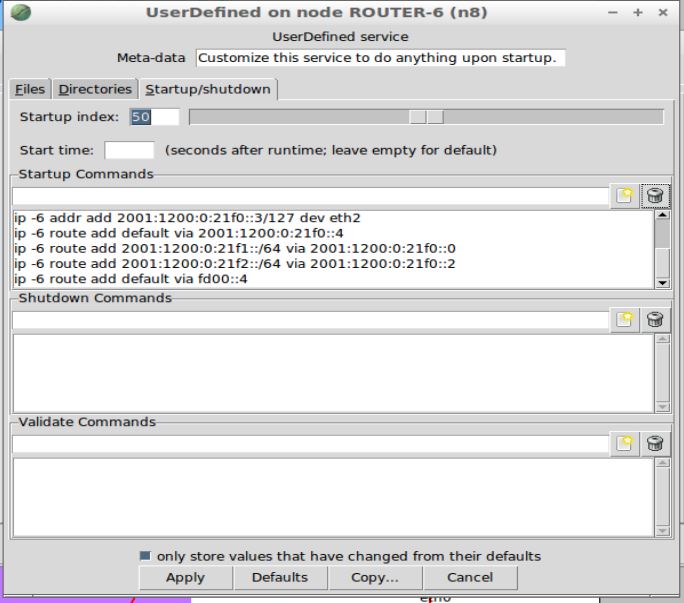 UserDefined on node ROUTER-6 (n8)
UserDefined service
Meta-data Customize this service to do anything upon startup.
Files Directories Startup/shutdown
Startup index: 50
Start time: (seconds after runtime; leave empty for default)
Startup Commands
ip -6 addr add 2001:1200:0:21f0::3/127 dev eth2
ip -6 route add default via 2001:1200:0:21f0::4
ip -6 route add 2001:1200:0:21f1::/64 via 2001:1200:0:21f0::0
ip -6 route add 2001:1200:0:21f2::/64 via 2001:1200:0:21f0::2
ip -6 route add default via fd00::4
Shutdown Commands
Validate Commands
only store values that have changed from their defaults
Apply Defaults Copy... Cancel